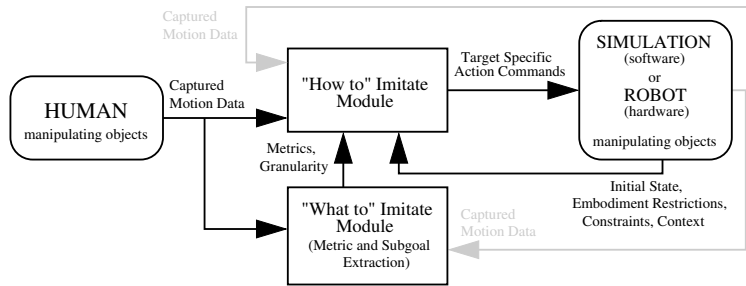 Captured
Motion Data
HUMAN
manipulating objects
Captured
Motion Data
"How to" Imitate
Module
Target Specific
Action Commands
SIMULATION
(software)
or
ROBOT
(hardware)
manipulating objects
Metrics,
Granularity
"What to" Imitate
Module
(Metric and Subgoal
Extraction)
Initial State,
Embodiment Restrictions,
Constraints, Context
Captured
Motion Data